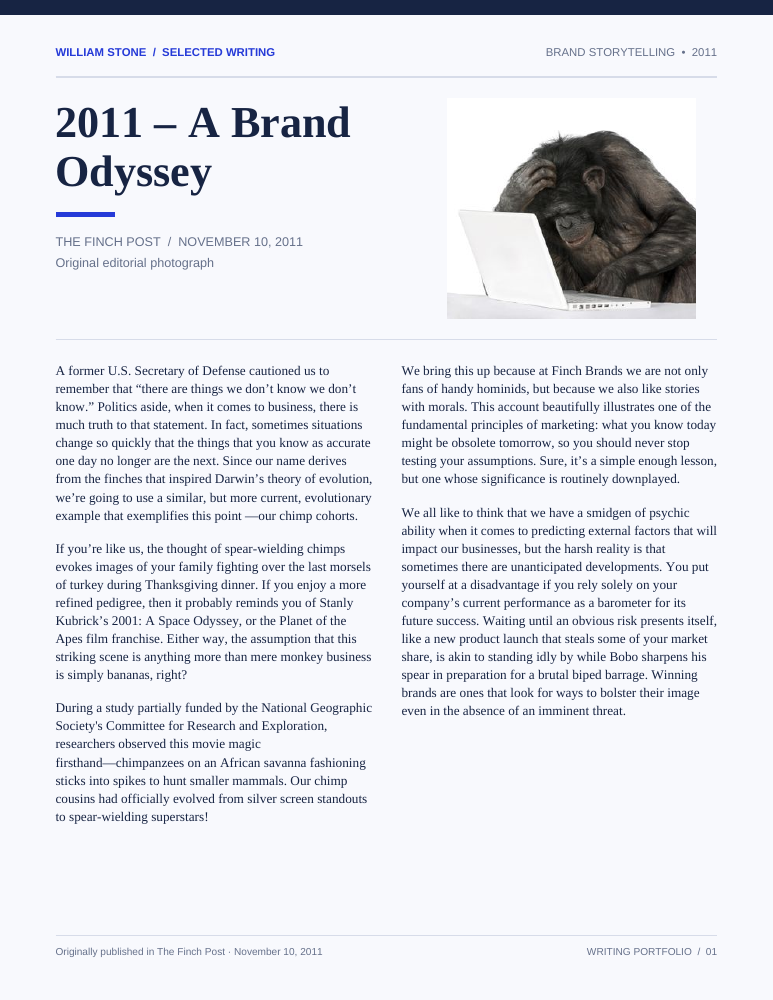 WILLIAM STONE / SELECTED WRITING
BRAND STORYTELLING • 2011
2011 – A Brand
Odyssey
THE FINCH POST / NOVEMBER 10, 2011
Original editorial photograph
A former U.S. Secretary of Defense cautioned us to
remember that “there are things we don’t know we don’t
know.” Politics aside, when it comes to business, there is
much truth to that statement. In fact, sometimes situations
change so quickly that the things that you know as accurate
one day no longer are the next. Since our name derives
from the finches that inspired Darwin’s theory of evolution,
we’re going to use a similar, but more current, evolutionary
example that exemplifies this point —our chimp cohorts.
If you’re like us, the thought of spear-wielding chimps
evokes images of your family fighting over the last morsels
of turkey during Thanksgiving dinner. If you enjoy a more
refined pedigree, then it probably reminds you of Stanly
Kubrick’s 2001: A Space Odyssey, or the Planet of the
Apes film franchise. Either way, the assumption that this
striking scene is anything more than mere monkey business
is simply bananas, right?
During a study partially funded by the National Geographic
Society's Committee for Research and Exploration,
researchers observed this movie magic
firsthand—chimpanzees on an African savanna fashioning
sticks into spikes to hunt smaller mammals. Our chimp
cousins had officially evolved from silver screen standouts
to spear-wielding superstars!
We bring this up because at Finch Brands we are not only
fans of handy hominids, but because we also like stories
with morals. This account beautifully illustrates one of the
fundamental principles of marketing: what you know today
might be obsolete tomorrow, so you should never stop
testing your assumptions. Sure, it’s a simple enough lesson,
but one whose significance is routinely downplayed.
We all like to think that we have a smidgen of psychic
ability when it comes to predicting external factors that will
impact our businesses, but the harsh reality is that
sometimes there are unanticipated developments. You put
yourself at a disadvantage if you rely solely on your
company’s current performance as a barometer for its
future success. Waiting until an obvious risk presents itself,
like a new product launch that steals some of your market
share, is akin to standing idly by while Bobo sharpens his
spear in preparation for a brutal biped barrage. Winning
brands are ones that look for ways to bolster their image
even in the absence of an imminent threat.
Originally published in The Finch Post · November 10, 2011
WRITING PORTFOLIO / 01